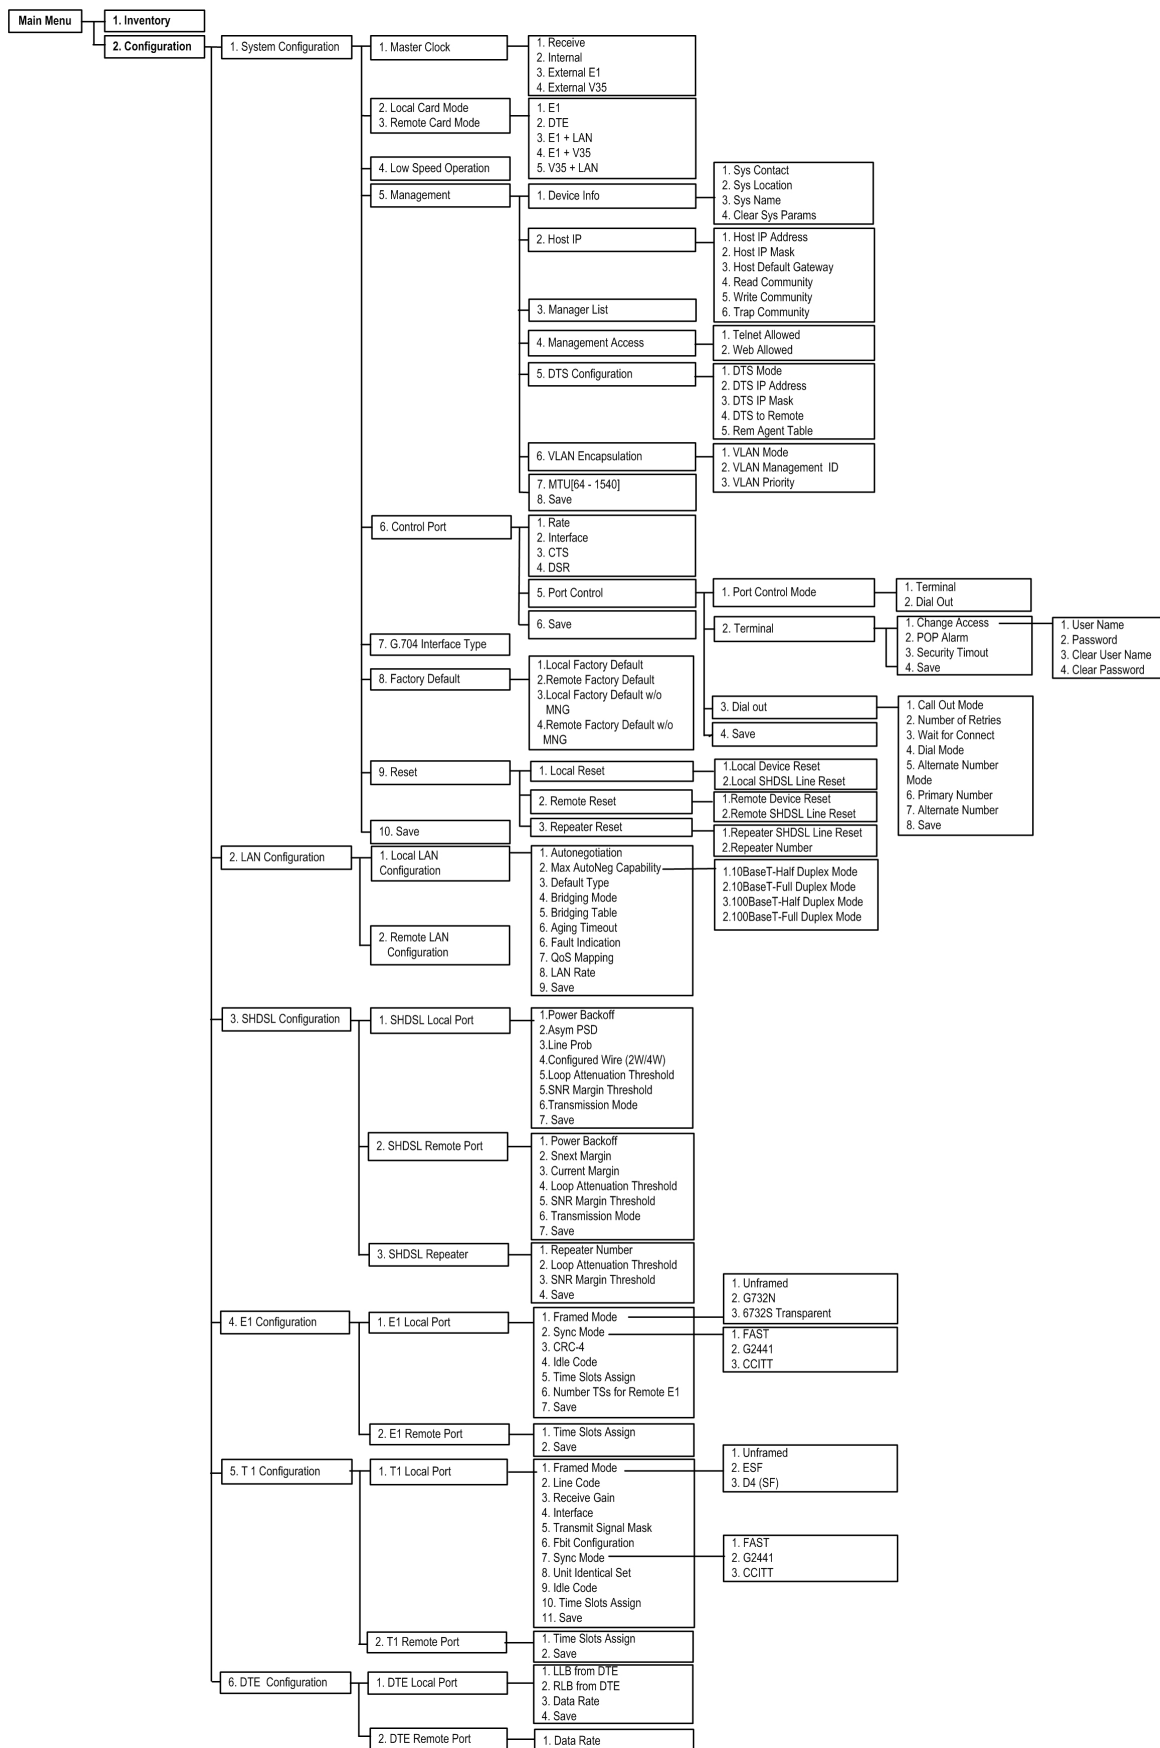 Main Menu
1. Inventory
2. Configuration
1. System Configuration
1. Master Clock
1. Receive
2. Internal
3. External E1
4. External V35
2. Local Card Mode
3. Remote Card Mode
1. E1
2. DTE
3. E1 + LAN
4. E1 + V35
5. V35 + LAN
4. Low Speed Operation
5. Management
1. Device Info
1. Sys Contact
2. Sys Location
3. Sys Name
4. Clear Sys Params
2. Host IP
1. Host IP Address
2. Host IP Mask
3. Host Default Gateway
4. Read Community
5. Write Community
6. Trap Community
3. Manager List
4. Management Access
1. Telnet Allowed
2. Web Allowed
5. DTS Configuration
1. DTS Mode
2. DTS IP Address
3. DTS IP Mask
4. DTS to Remote
5. Rem Agent Table
6. VLAN Encapsulation
1. VLAN Mode
2. VLAN Management ID
3. VLAN Priority
7. MTU[64 - 1540]
8. Save
6. Control Port
1. Rate
2. Interface
3. CTS
4. DSR
5. Port Control
1. Port Control Mode
1. Terminal
2. Dial Out
2. Terminal
1. Change Access
2. POP Alarm
3. Security Timout
4. Save
1. User Name
2. Password
3. Clear User Name
4. Clear Password
3. Dial out
1. Call Out Mode
2. Number of Retries
3. Wait for Connect
4. Dial Mode
5. Alternate Number
Mode
6. Primary Number
7. Alternate Number
8. Save
4. Save
6. Save
7. G.704 Interface Type
8. Factory Default
1.Local Factory Default
2.Remote Factory Default
3.Local Factory Default w/o
MNG
4.Remote Factory Default w/o
MNG
9. Reset
1. Local Reset
1.Local Device Reset
2.Local SHDSL Line Reset
2. Remote Reset
1.Remote Device Reset
2.Remote SHDSL Line Reset
3. Repeater Reset
1.Repeater SHDSL Line Reset
2.Repeater Number
10. Save
2. LAN Configuration
1. Local LAN
Configuration
1. Autonegotiation
2. Max AutoNeg Capability
3. Default Type
4. Bridging Mode
5. Bridging Table
6. Aging Timeout
6. Fault Indication
7. QoS Mapping
8. LAN Rate
9. Save
1.10BaseT-Half Duplex Mode
2.10BaseT-Full Duplex Mode
3.100BaseT-Half Duplex Mode
2.100BaseT-Full Duplex Mode
2. Remote LAN
Configuration
3. SHDSL Configuration
1. SHDSL Local Port
1.Power Backoff
2.Asym PSD
3.Line Prob
4.Configured Wire (2W/4W)
5.Loop Attenuation Threshold
5.SNR Margin Threshold
6.Transmission Mode
7. Save
2. SHDSL Remote Port
1. Power Backoff
2. Snext Margin
3. Current Margin
4. Loop Attenuation Threshold
5. SNR Margin Threshold
6. Transmission Mode
7. Save
3. SHDSL Repeater
1. Repeater Number
2. Loop Attenuation Threshold
3. SNR Margin Threshold
4. Save
4. E1 Configuration
1. E1 Local Port
1. Framed Mode
2. Sync Mode
3. CRC-4
4. Idle Code
5. Time Slots Assign
6. Number TSs for Remote E1
7. Save
1. Unframed
2. G732N
3. 6732S Transparent
1. FAST
2. G2441
3. CCITT
2. E1 Remote Port
1. Time Slots Assign
2. Save
5. T 1 Configuration
1. T1 Local Port
1. Framed Mode
2. Line Code
3. Receive Gain
4. Interface
5. Transmit Signal Mask
6. Fbit Configuration
7. Sync Mode
8. Unit Identical Set
9. Idle Code
10. Time Slots Assign
11. Save
1. Unframed
2. ESF
3. D4 (SF)
1. FAST
2. G2441
3. CCITT
2. T1 Remote Port
1. Time Slots Assign
2. Save
6. DTE Configuration
1. DTE Local Port
1. LLB from DTE
2. RLB from DTE
3. Data Rate
4. Save
2. DTE Remote Port
1. Data Rate